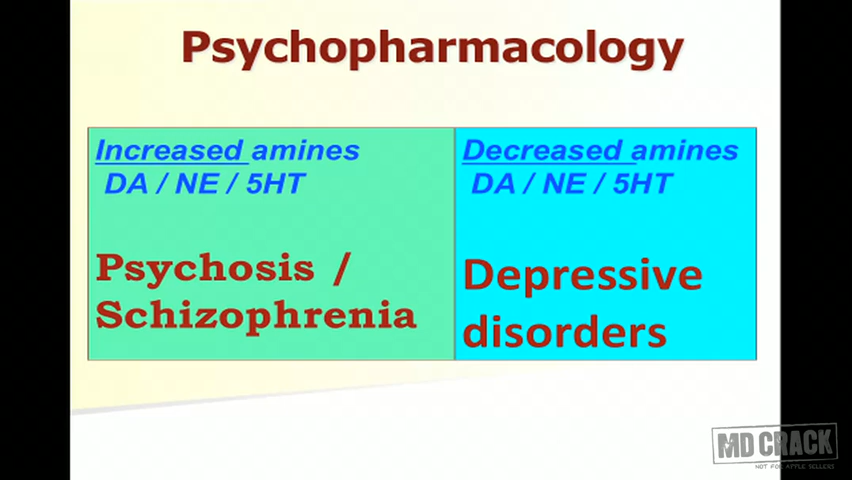 Psychopharmacology
Increased amines
DA / NE / 5HT
Psychosis /
Schizophrenia
Decreased amines
DA / NE / 5HT
Depressive
disorders
MD CRACK
NOT FOR APPLE SELLERS